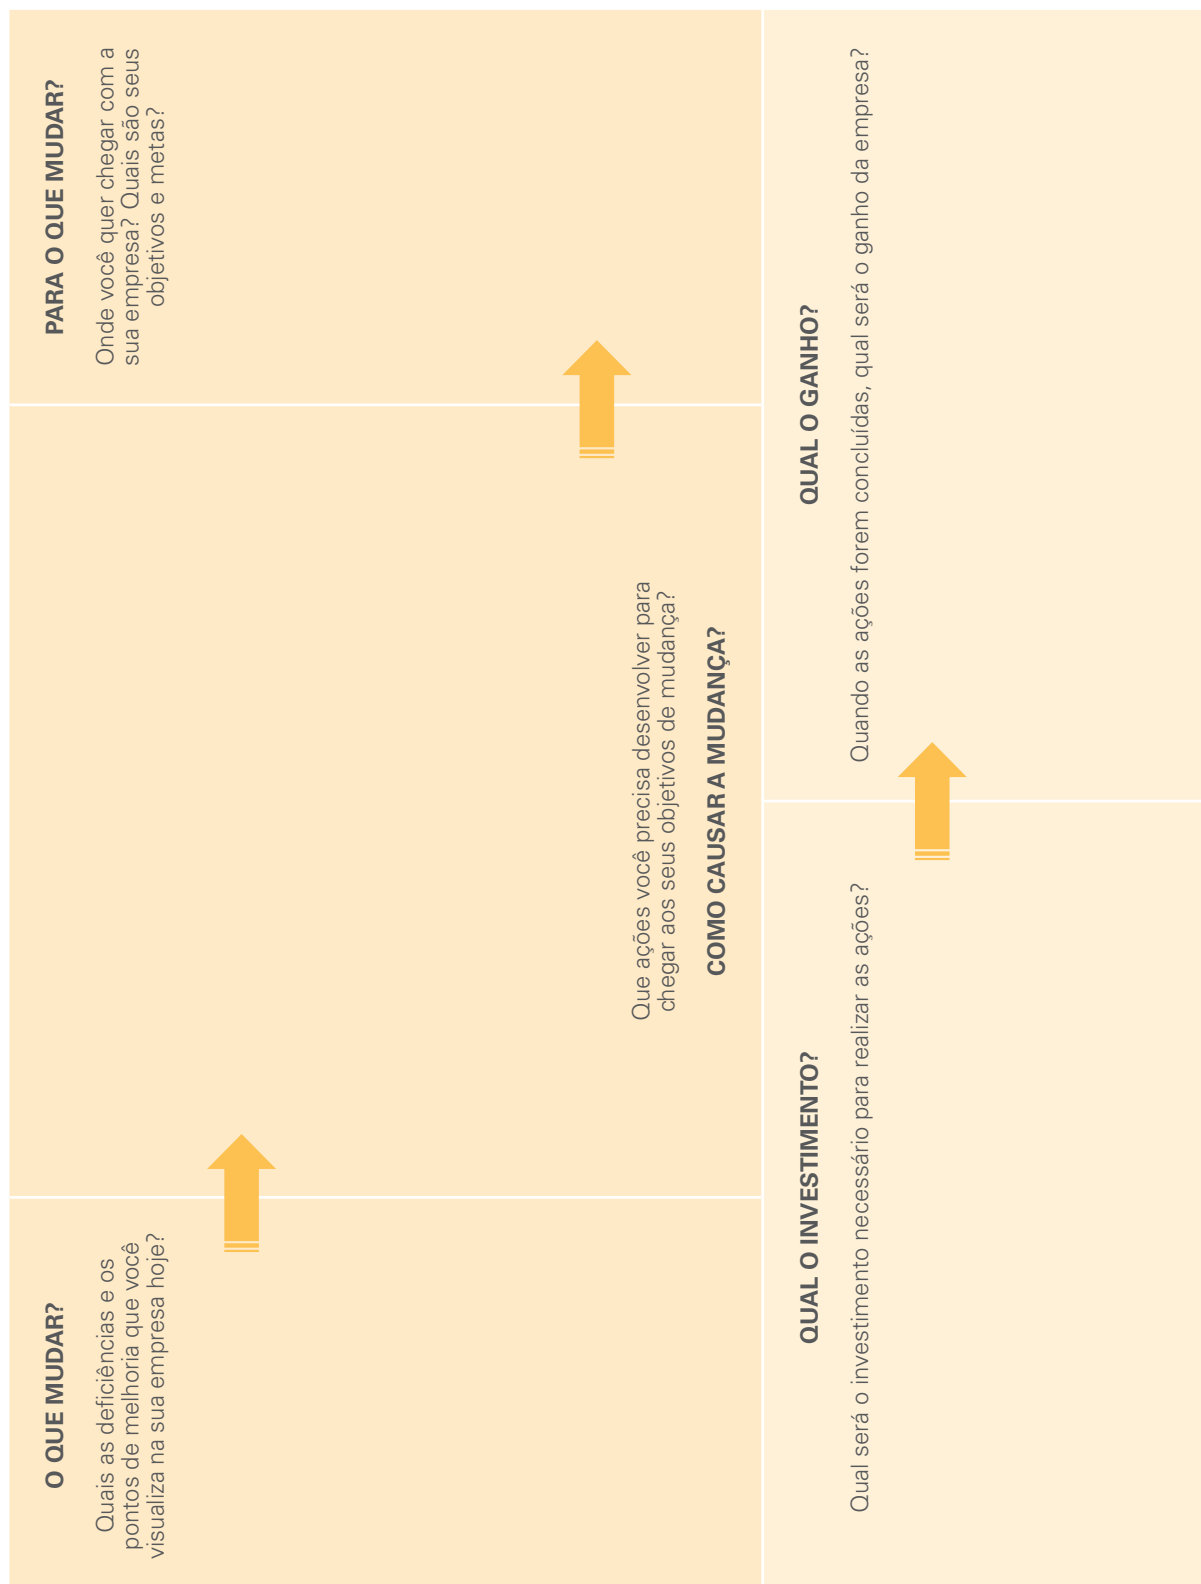 O QUE MUDAR?
Quais as deficiências e os
pontos de melhoria que você
visualiza na sua empresa hoje?
Que ações você precisa desenvolver para
chegar aos seus objetivos de mudança?
COMO CAUSAR A MUDANÇA?
PARA O QUE MUDAR?
Onde você quer chegar com a
sua empresa? Quais são seus
objetivos e metas?
QUAL O INVESTIMENTO?
Qual será o investimento necessário para realizar as ações?
QUAL O GANHO?
Quando as ações forem concluídas, qual será o ganho da empresa?